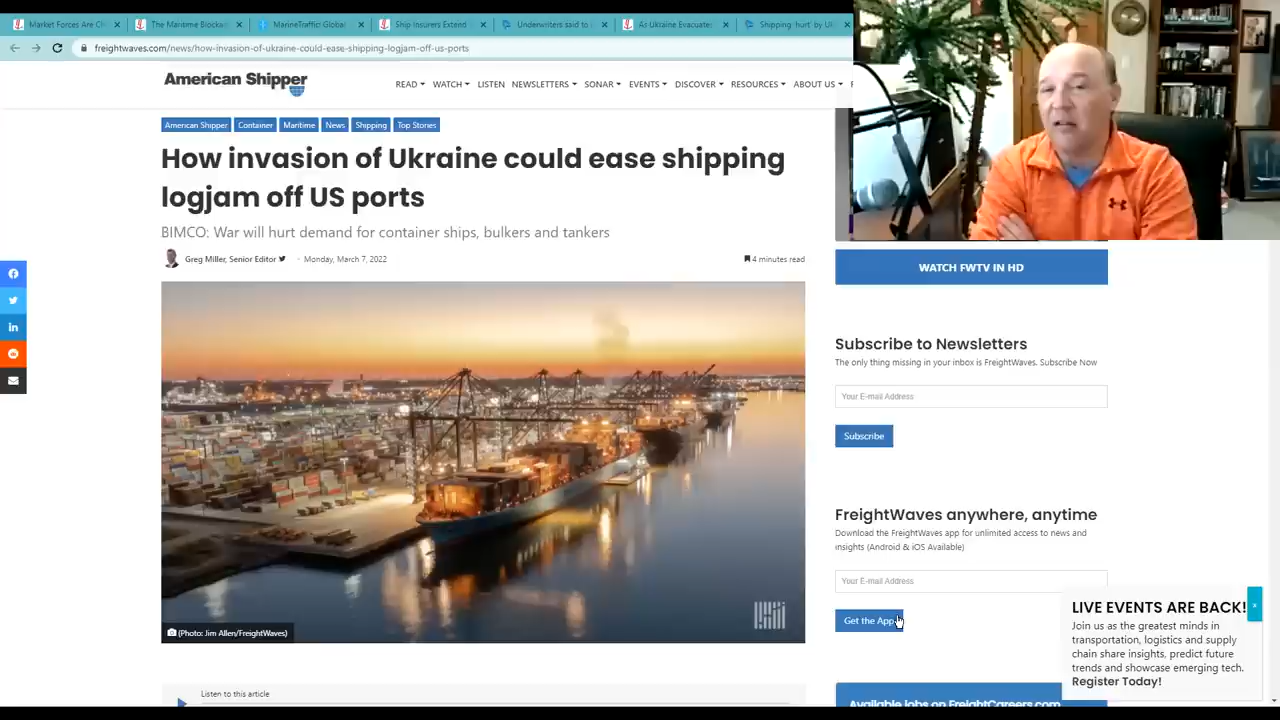 Market Forces Are Ch
The Maritime Blockad
MarineTraffic: Global
Ship Insurers Extend
Underwriters said to
As Ukraine Evacuates
Shipping 'hurt' by Uk
freightwaves.com/news/how-invasion-of-ukraine-could-ease-shipping-logjam-off-us-ports
American Shipper
READ
WATCH
LISTEN
NEWSLETTERS
SONAR
EVENTS
DISCOVER
RESOURCES
ABOUT US
American Shipper
Container
Maritime
News
Shipping
Top Stories
How invasion of Ukraine could ease shipping
logjam off US ports
BIMCO: War will hurt demand for container ships, bulkers and tankers
Greg Miller, Senior Editor
Monday, March 7, 2022
4 minutes read
(Photo: Jim Allen/FreightWaves)
Listen to this article
WATCH FWTV IN HD
Subscribe to Newsletters
The only thing missing in your inbox is FreightWaves. Subscribe Now
Your E-mail Address
Subscribe
FreightWaves anywhere, anytime
Download the FreightWaves app for unlimited access to news and
insights (Android & iOS Available)
Your E-mail Address
Get the App
LIVE EVENTS ARE BACK!
x
Join us as the greatest minds in
transportation, logistics and supply
chain share insights, predict future
trends and showcase emerging tech.
Register Today!
Available jobs on FreightCareers.com